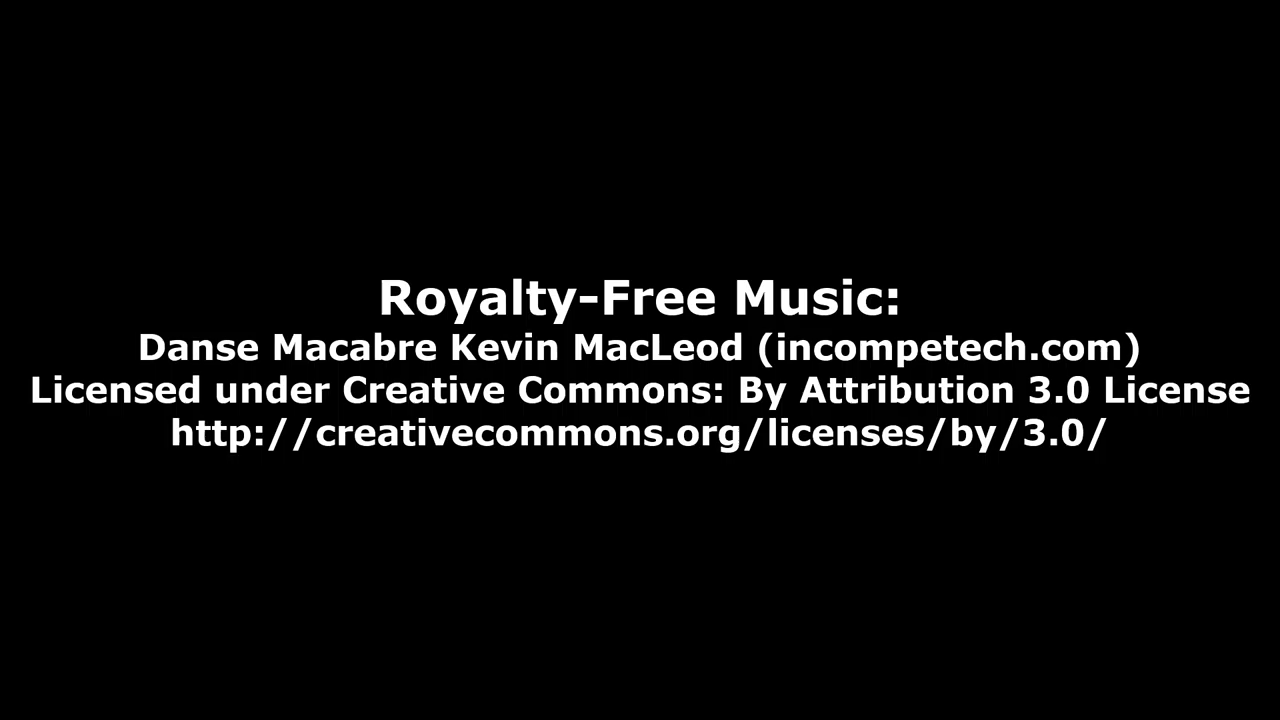 Royalty-Free Music:
Danse Macabre Kevin MacLeod (incompetech.com)
Licensed under Creative Commons: By Attribution 3.0 License
http://creativecommons.org/licenses/by/3.0/